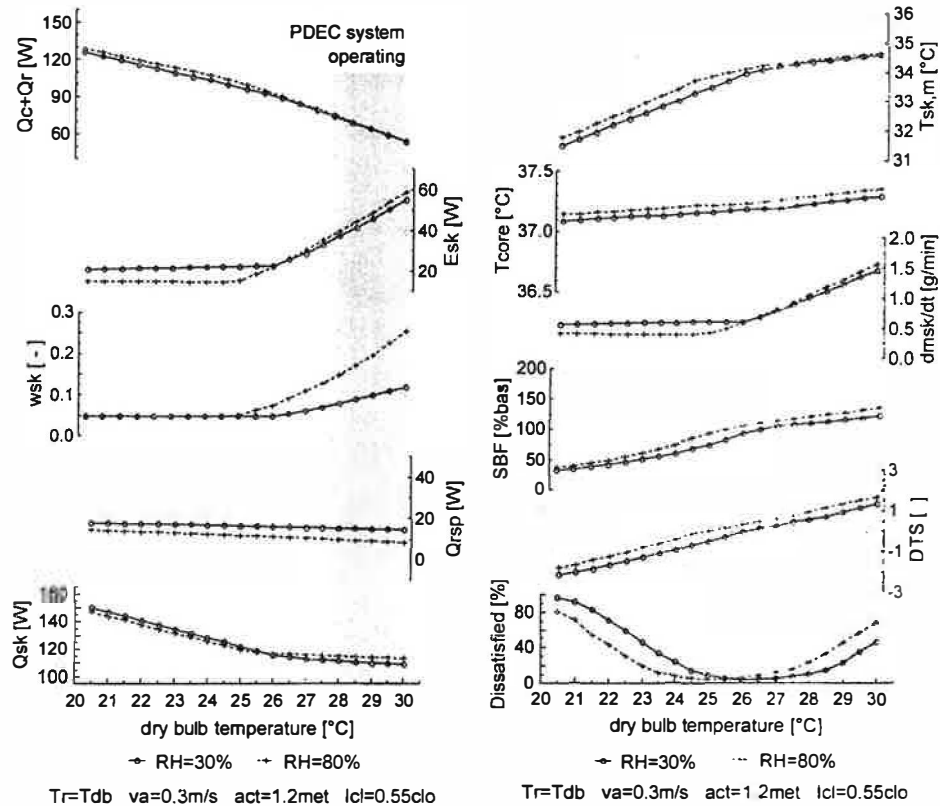 PDEC system
operating
Qc+Qr [W]
150
120
90
60
Esk [W]
60
40
20
wsk [ - ]
0.3
0.2
0.1
0.0
Qrsp [W]
40
20
0
Qsk [W]
140
120
100
20 21 22 23 24 25 26 27 28 29 30
dry bulb temperature [°C]
RH=30% RH=80%
Tr=Tdb va=0.3m/s act=1.2met Icl=0.55clo
Tsk,m [°C]
36
35
34
33
32
31
Tcore [°C]
37.5
37.0
36.5
dmsk/dt [g/min]
2.0
1.5
1.0
0.5
0.0
SBF [%bas]
200
150
100
50
0
DTS [ ]
3
1
-1
-3
Dissatisfied [%]
80
40
0
20 21 22 23 24 25 26 27 28 29 30
dry bulb temperature [°C]
RH=30% RH=80%
Tr=Tdb va=0.3m/s act=1.2met Icl=0.55clo